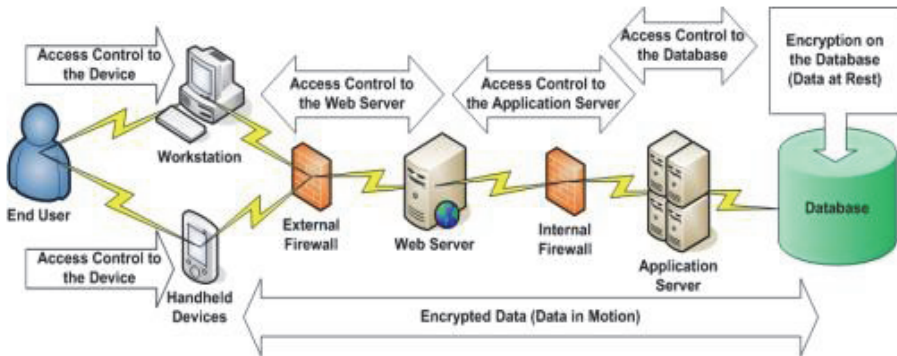 Access Control to
the Device
Workstation
End User
Access Control to
the Device
Handheld
Devices
Access Control to
the Web Server
External
Firewall
Web Server
Access Control to
the Application Server
Internal
Firewall
Access Control to
the Database
Application
Server
Encryption on
the Database
(Data at Rest)
Database
Encrypted Data (Data in Motion)